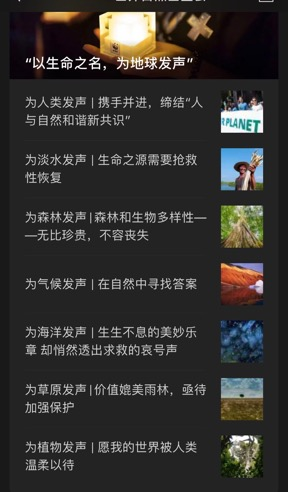 “以生命之名，为地球发声”
为人类发声 | 携手并进，缔结“人
与自然和谐新共识”
PLANET
为淡水发声 | 生命之源需要抢救
性恢复
为森林发声 | 森林和生物多样性—
—无比珍贵，不容丧失
为气候发声 | 在自然中寻找答案
为海洋发声 | 生生不息的美妙乐
章 却悄然透出求救的哀号声
为草原发声 | 价值媲美雨林，亟待
加强保护
为植物发声 | 愿我的世界被人类
温柔以待